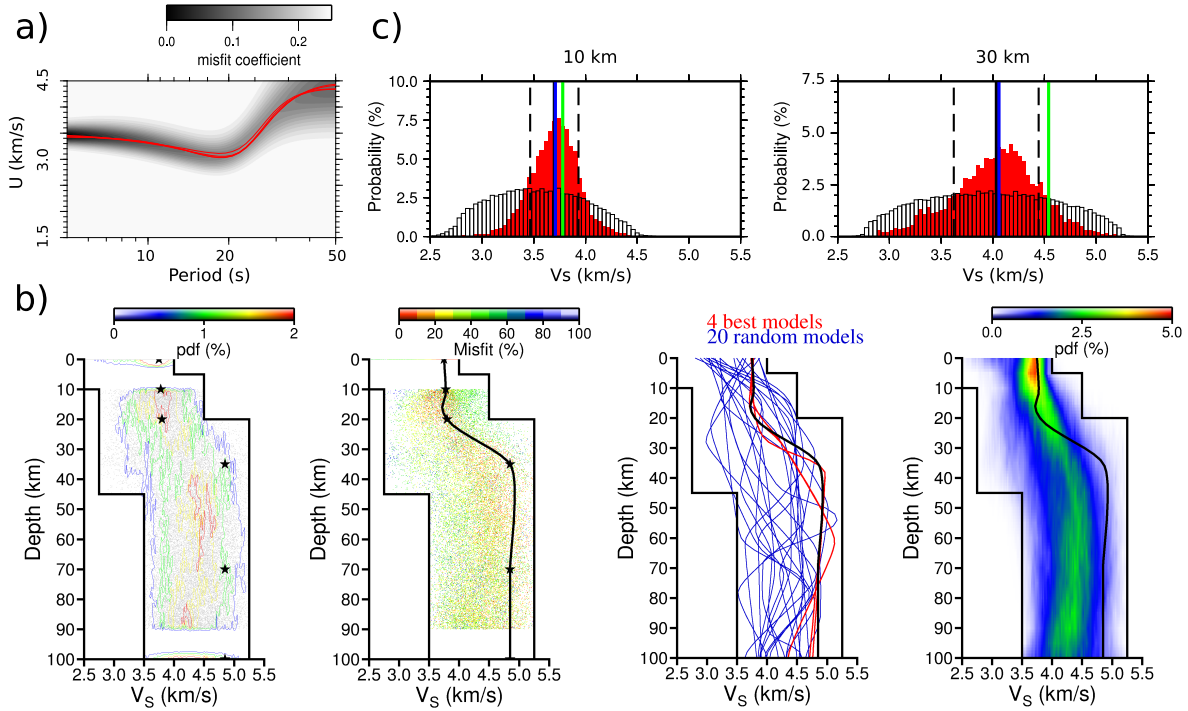 a)
0.0 0.1 0.2
misfit coefficient
4.5
3.0
1.5
U (km/s)
10 20 50
Period (s)
c)
10 km
10.0
7.5
5.0
2.5
0.0
Probability (%)
2.5 3.0 3.5 4.0 4.5 5.0 5.5
Vs (km/s)
30 km
7.5
5.0
2.5
0.0
Probability (%)
2.5 3.0 3.5 4.0 4.5 5.0 5.5
Vs (km/s)
b)
0 1 2
pdf (%)
0
10
20
30
40
50
60
70
80
90
100
Depth (km)
2.5 3.0 3.5 4.0 4.5 5.0 5.5
VS (km/s)
0 20 40 60 80 100
Misfit (%)
0
10
20
30
40
50
60
70
80
90
100
Depth (km)
2.5 3.0 3.5 4.0 4.5 5.0 5.5
VS (km/s)
4 best models
20 random models
0
10
20
30
40
50
60
70
80
90
100
Depth (km)
2.5 3.0 3.5 4.0 4.5 5.0 5.5
VS (km/s)
0.0 2.5 5.0
pdf (%)
0
10
20
30
40
50
60
70
80
90
100
Depth (km)
2.5 3.0 3.5 4.0 4.5 5.0 5.5
VS (km/s)